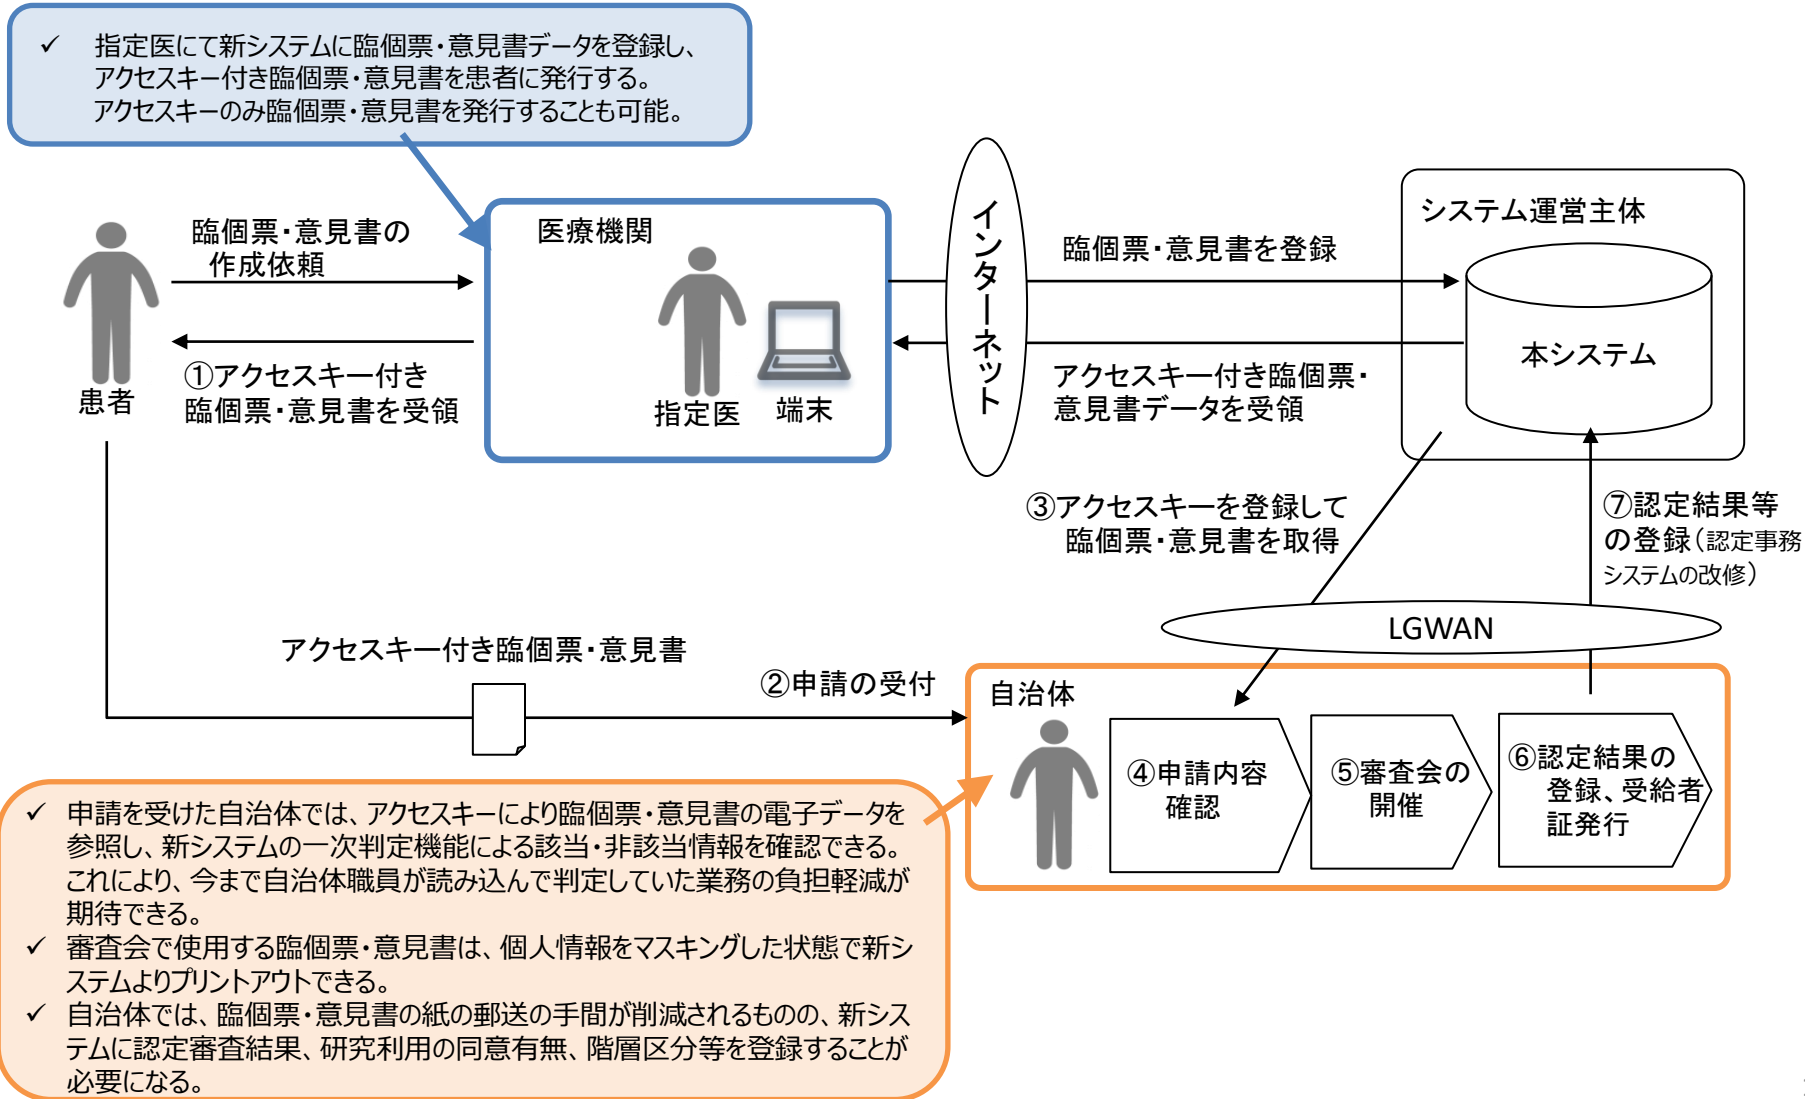 ✓ 指定医にて新システムに臨個票・意見書データを登録し、
アクセスキー付き臨個票・意見書を患者に発行する。
アクセスキーのみ臨個票・意見書を発行することも可能。
臨個票・意見書の
作成依頼
①アクセスキー付き
臨個票・意見書を受領
患者
医療機関
指定医
端末
インターネット
臨個票・意見書を登録
アクセスキー付き臨個票・
意見書データを受領
システム運営主体
本システム
③アクセスキーを登録して
臨個票・意見書を取得
⑦認定結果等
の登録（認定事務
システムの改修）
LGWAN
アクセスキー付き臨個票・意見書
②申請の受付
自治体
④申請内容
確認
⑤審査会の
開催
⑥認定結果の
登録、受給者
証発行
✓ 申請を受けた自治体では、アクセスキーにより臨個票・意見書の電子データを
参照し、新システムの一次判定機能による該当・非該当情報を確認できる。
これにより、今まで自治体職員が読み込んで判定していた業務の負担軽減が
期待できる。
✓ 審査会で使用する臨個票・意見書は、個人情報をマスキングした状態で新シ
ステムよりプリントアウトできる。
✓ 自治体では、臨個票・意見書の紙の郵送の手間が削減されるものの、新シス
テムに認定審査結果、研究利用の同意有無、階層区分等を登録することが
必要になる。